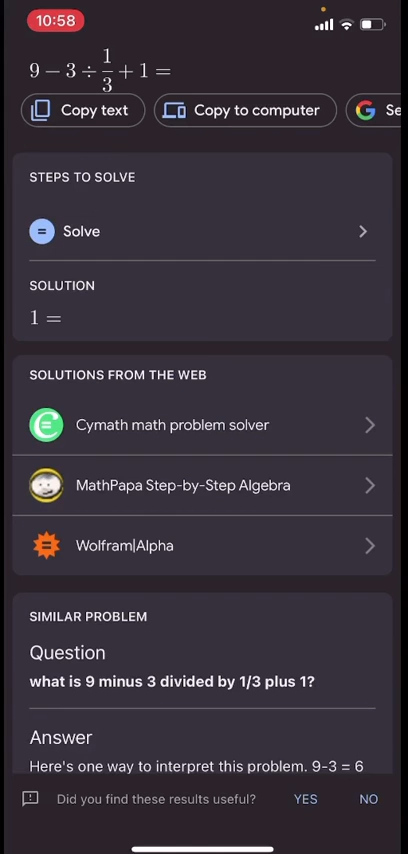 10:58
9 − 3 ÷ 1/3 + 1 =
Copy text
Copy to computer
Se
STEPS TO SOLVE
Solve
SOLUTION
1 =
SOLUTIONS FROM THE WEB
Cymath math problem solver
MathPapa Step-by-Step Algebra
Wolfram|Alpha
SIMILAR PROBLEM
Question
what is 9 minus 3 divided by 1/3 plus 1?
Answer
Here's one way to interpret this problem. 9-3 = 6
Did you find these results useful? YES NO